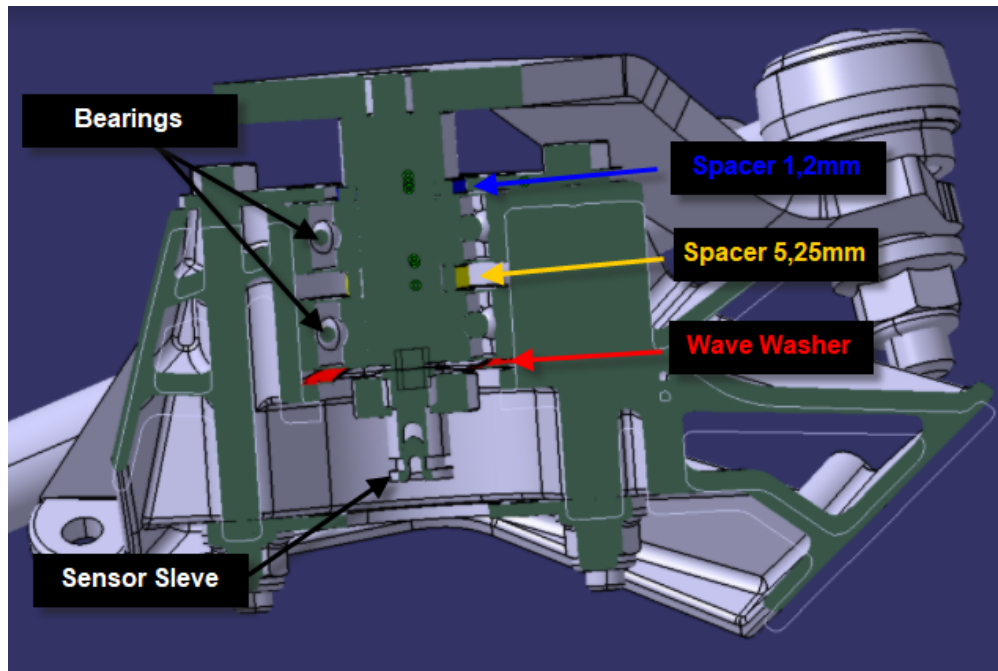 Bearings
Spacer 1,2mm
Spacer 5,25mm
Wave Washer
Sensor Sleve